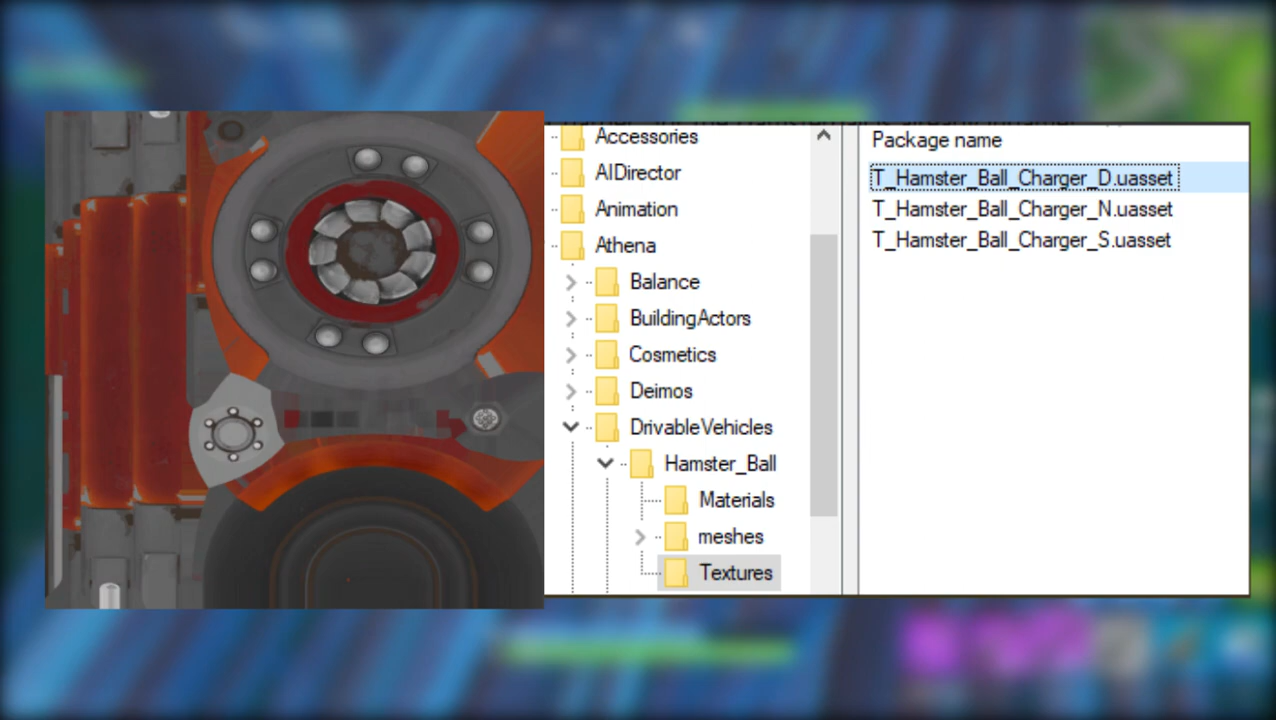 Accessories
AIDirector
Animation
Athena
Balance
BuildingActors
Cosmetics
Deimos
DrivableVehicles
Hamster_Ball
Materials
meshes
Textures
Package name
T_Hamster_Ball_Charger_D.uasset
T_Hamster_Ball_Charger_N.uasset
T_Hamster_Ball_Charger_S.uasset